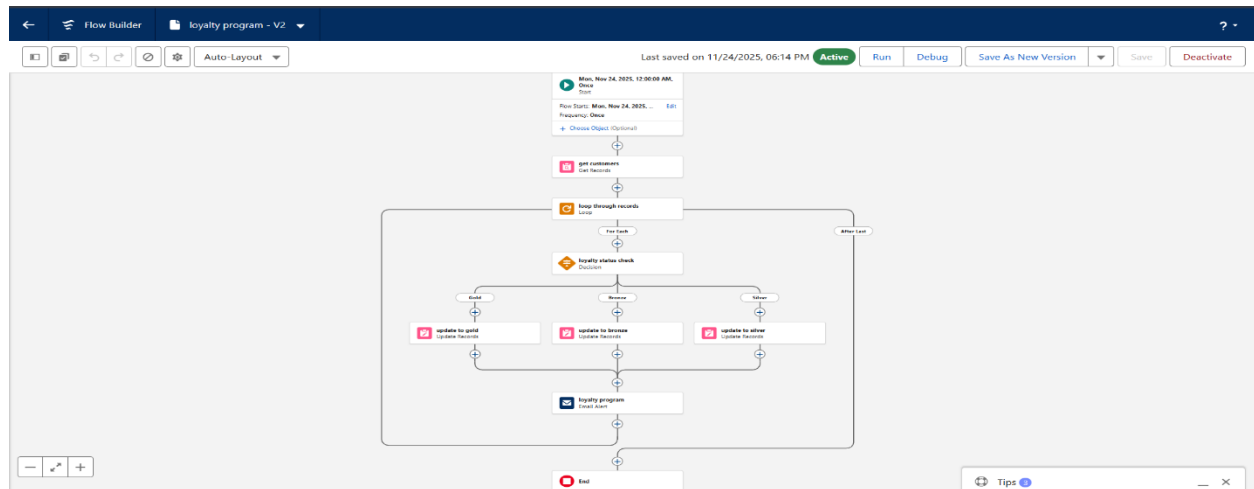 Flow Builder
loyalty program - V2
?
Auto-Layout
Last saved on 11/24/2025, 06:14 PM
Active
Run
Debug
Save As New Version
Save
Deactivate
Mon, Nov 24, 2025, 12:00:00 AM,
Once
Start
Flow Starts: Mon, Nov 24, 2025, ... Edit
Frequency: Once
+ Choose Object (Optional)
get customers
Get Records
loop through records
Loop
For Each
After Last
loyalty status check
Decision
Gold
Bronze
Silver
update to gold
Update Records
update to bronze
Update Records
update to silver
Update Records
loyalty program
Email Alert
End
Tips 3